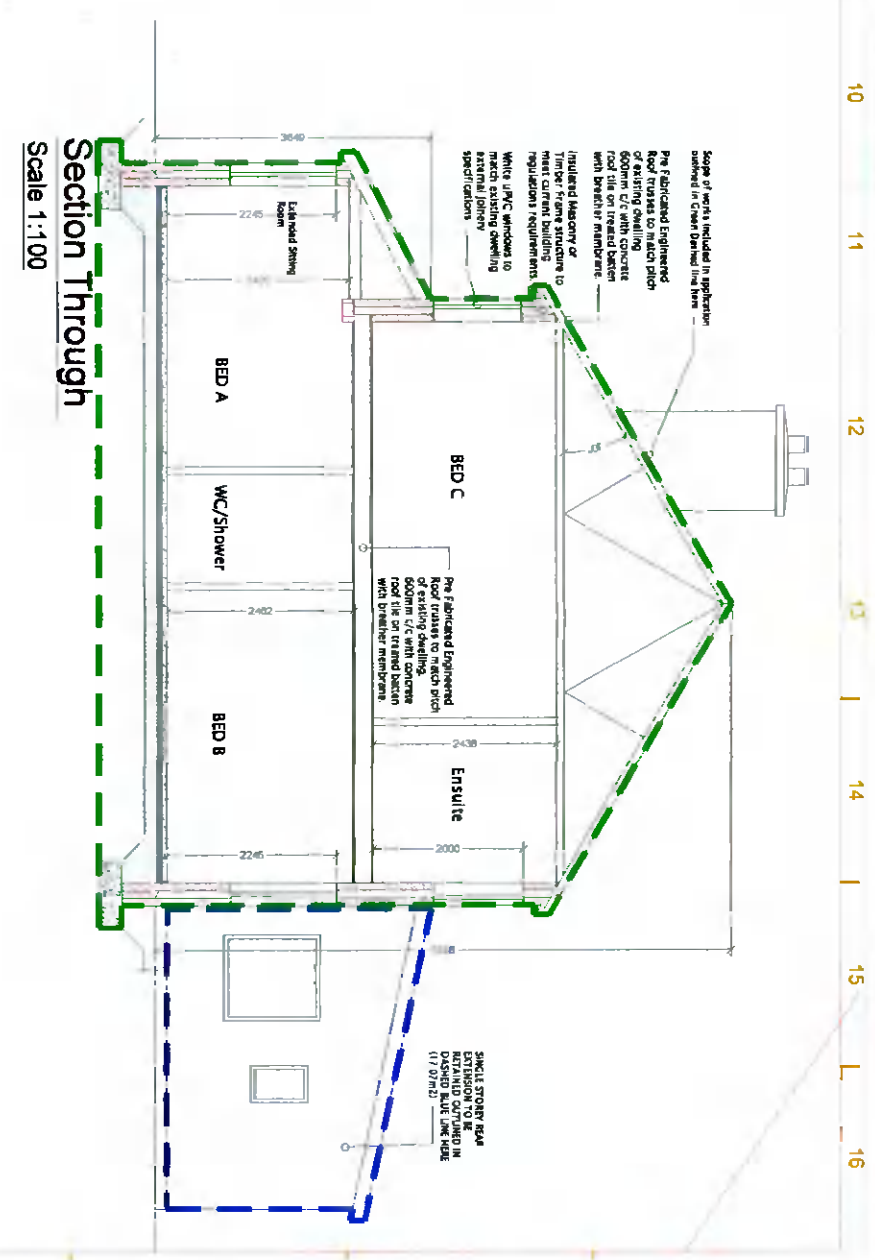 10
11
12
13
14
15
16
Scope of works included in application
outlined in Green Dashed line here
Pre Fabricated Engineered
Roof trusses to match pitch
of existing dwelling
600mm c/c with concrete
roof tile on treated batten
with breather membrane.
Insulated Masonry or
Timber frame structure to
meet current building
regulations requirements
White uPVC windows to
match existing dwelling
external joinery
specifications
3649
2245
Extended Sitting
Room
BED A
WC/Shower
BED B
BED C
Ensuite
Pre Fabricated Engineered
Roof trusses to match pitch
of existing dwelling.
600mm c/c with concrete
roof tile on treated batten
with breather membrane.
2462
2438
2245
2000
SINGLE STOREY REAR
EXTENSION TO BE
RETAINED OUTLINED IN
DASHED BLUE LINE HERE
(17.07m2)
Section Through
Scale 1:100